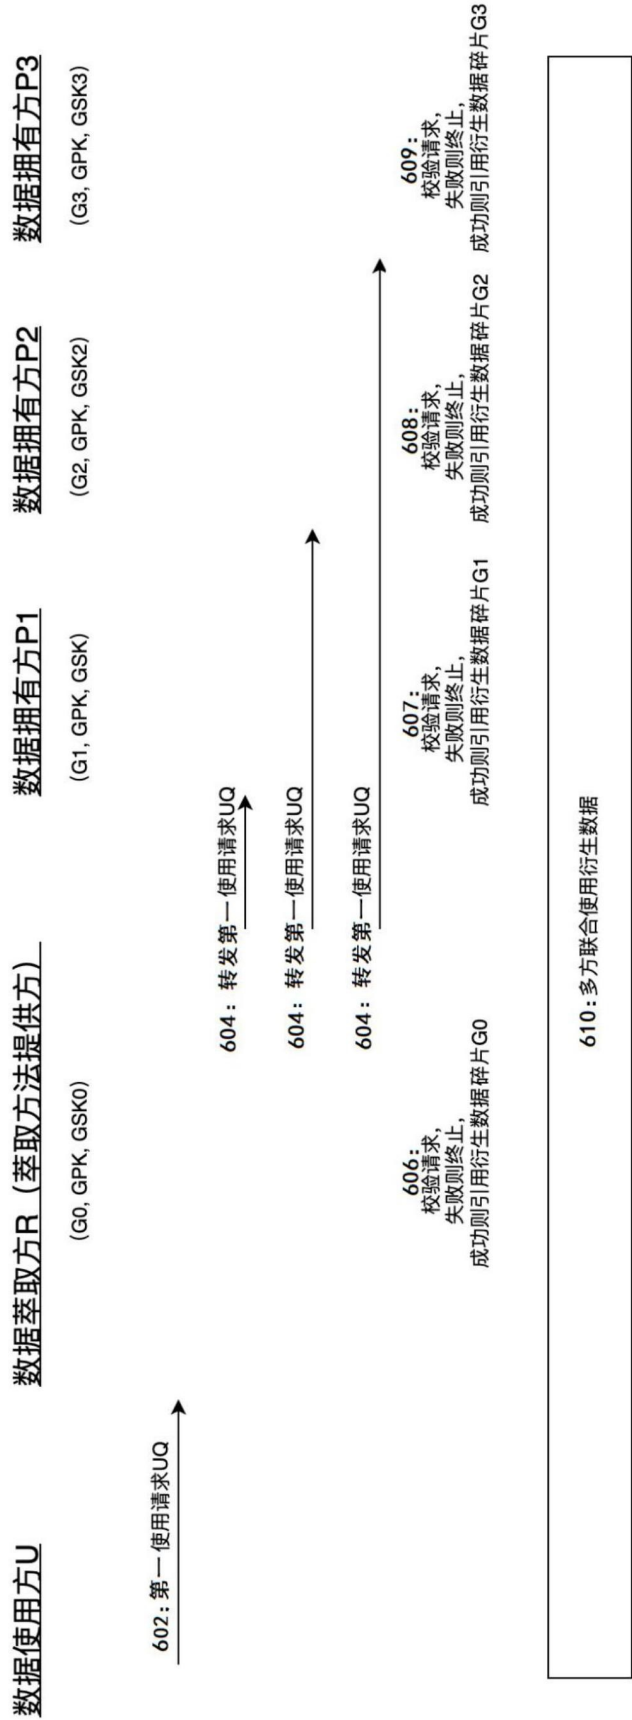 数据使用方U
数据萃取方R（萃取方法提供方）
数据拥有方P1
数据拥有方P2
数据拥有方P3
(G0, GPK, GSK0)
(G1, GPK, GSK)
(G2, GPK, GSK2)
(G3, GPK, GSK3)
602：第一使用请求UQ
604：转发第一使用请求UQ
604：转发第一使用请求UQ
604：转发第一使用请求UQ
606：
校验请求，
失败则终止，
成功则引用衍生数据碎片G0
607：
校验请求，
失败则终止，
成功则引用衍生数据碎片G1
608：
校验请求，
失败则终止，
成功则引用衍生数据碎片G2
609：
校验请求，
失败则终止，
成功则引用衍生数据碎片G3
610：多方联合使用衍生数据